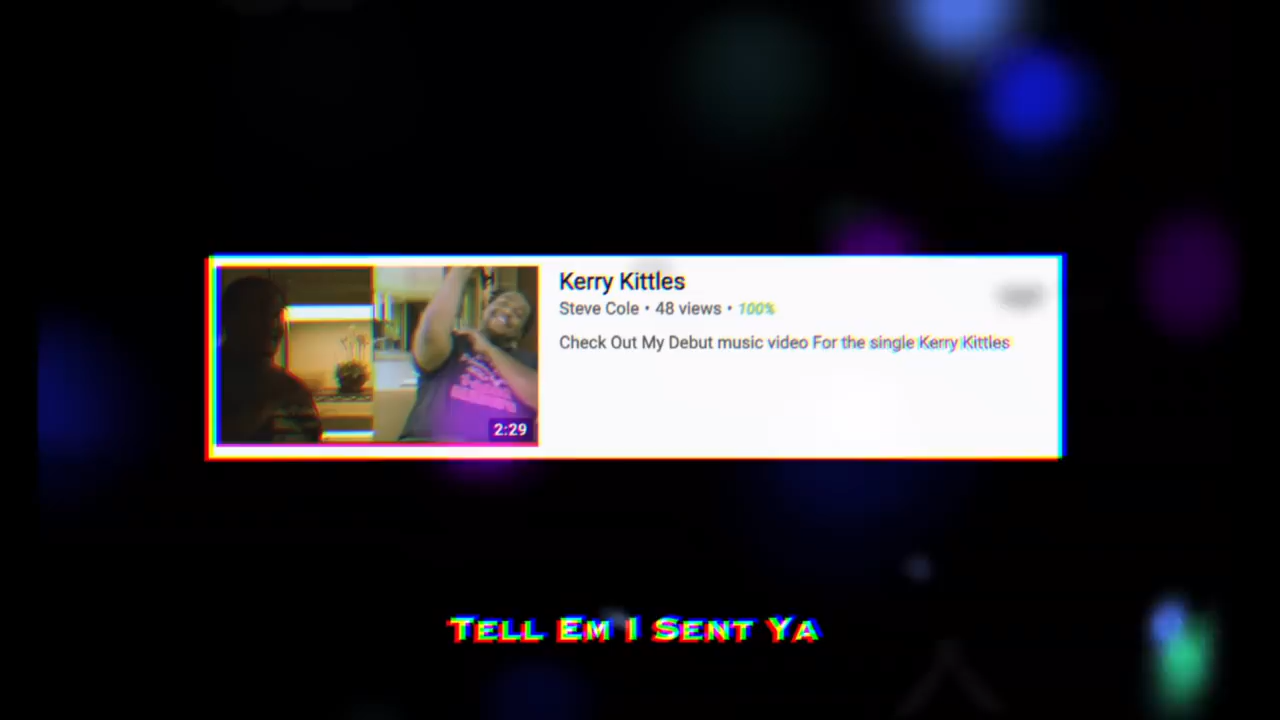 Kerry Kittles
Steve Cole • 48 views • 100%
Check Out My Debut music video For the single Kerry Kittles
2:29
Tell Em I Sent Ya